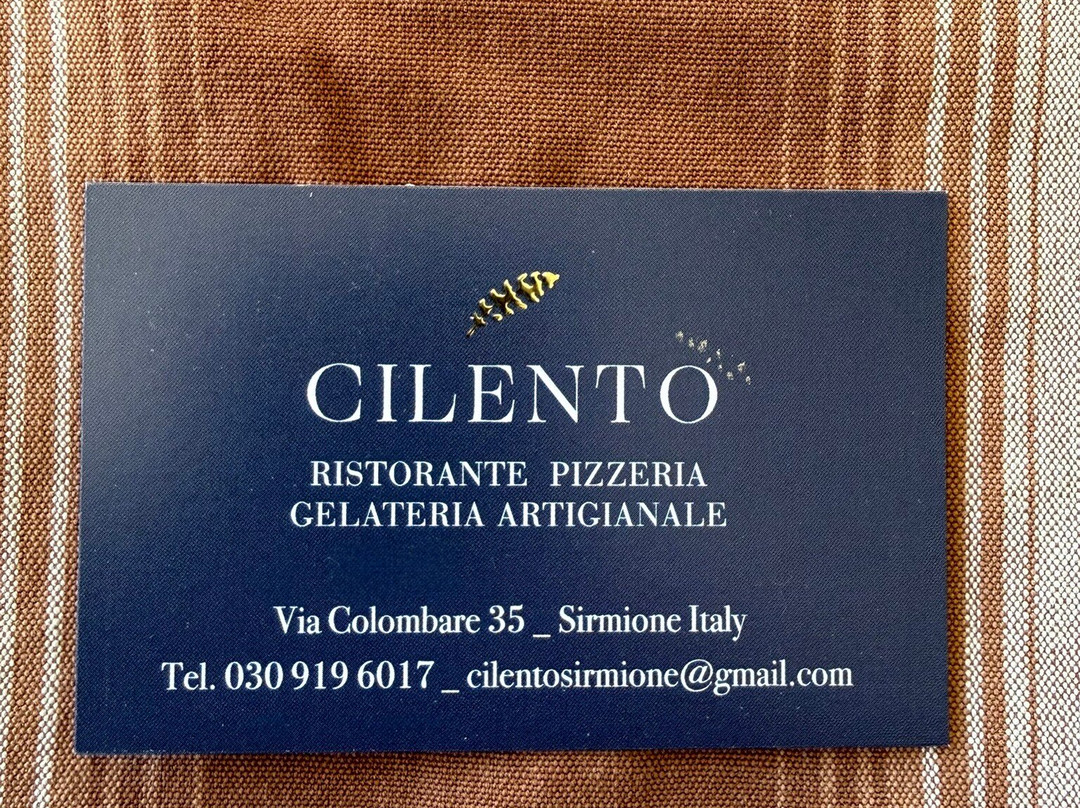 CILENTO
RISTORANTE PIZZERIA
GELATERIA ARTIGIANALE
Via Colombare 35 _ Sirmione Italy
Tel. 030 919 6017 _ cilentosirmione@gmail.com